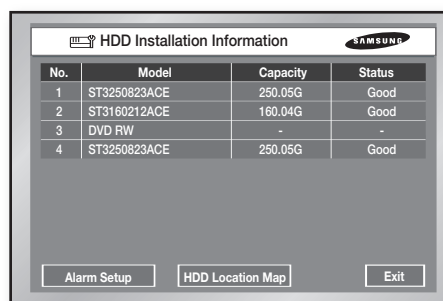 HDD Installation Information SAMSUNG
No. Model Capacity Status
1 ST3250823ACE 250.05G Good
2 ST3160212ACE 160.04G Good
3 DVD RW - -
4 ST3250823ACE 250.05G Good
Alarm Setup HDD Location Map Exit